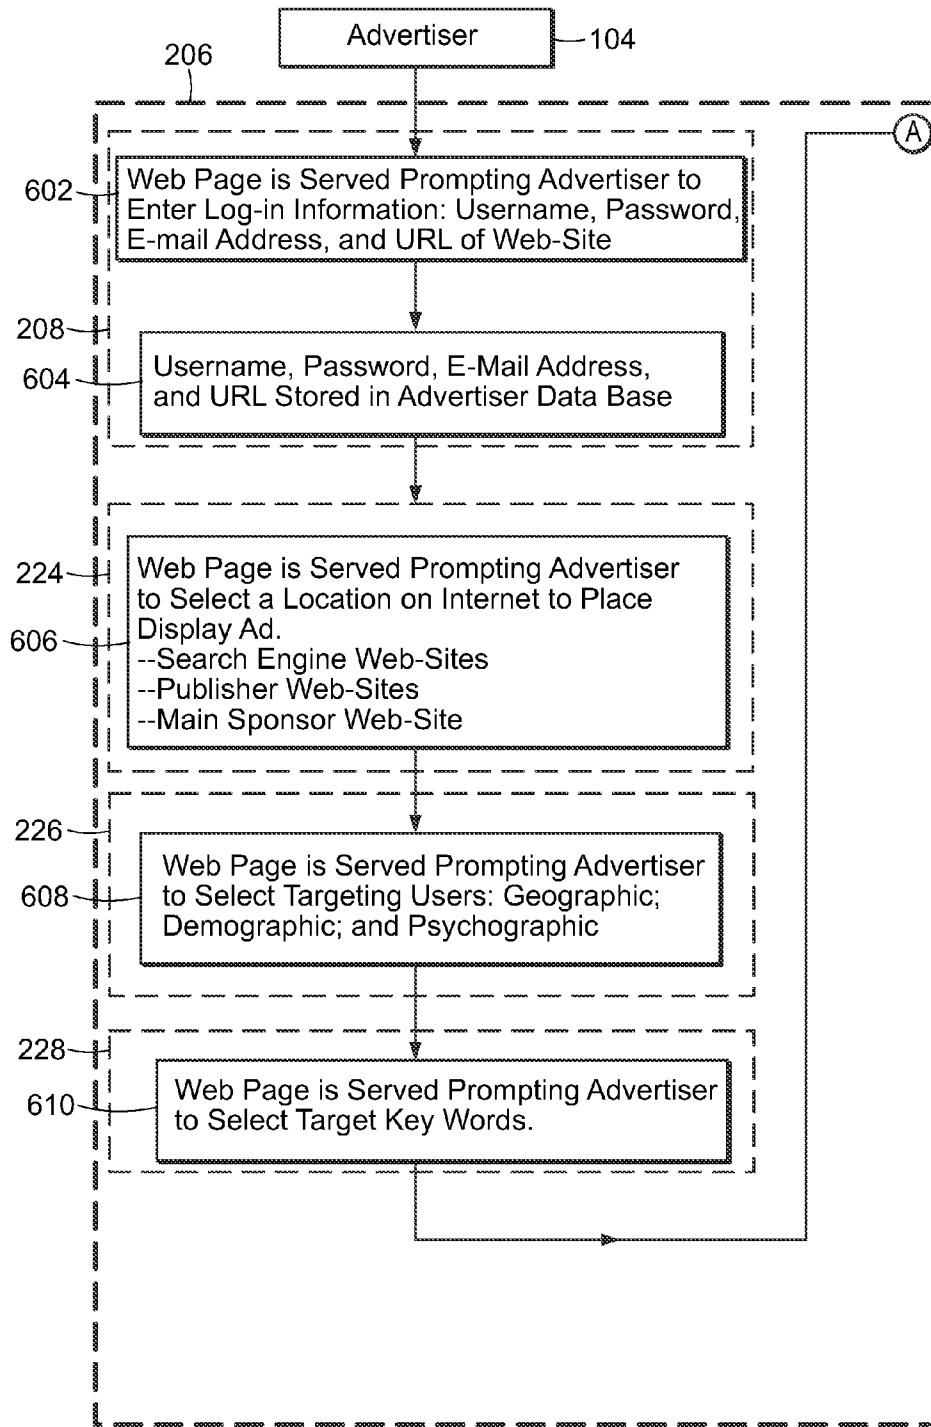 Advertiser
104
206
A
602
Web Page is Served Prompting Advertiser to
Enter Log-in Information: Username, Password,
E-mail Address, and URL of Web-Site
208
604
Username, Password, E-Mail Address,
and URL Stored in Advertiser Data Base
224
606
Web Page is Served Prompting Advertiser
to Select a Location on Internet to Place
Display Ad.
--Search Engine Web-Sites
--Publisher Web-Sites
--Main Sponsor Web-Site
226
608
Web Page is Served Prompting Advertiser
to Select Targeting Users: Geographic;
Demographic; and Psychographic
228
610
Web Page is Served Prompting Advertiser
to Select Target Key Words.